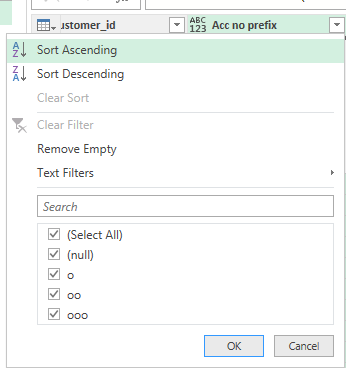 ustomer_id ABC 123 Acc no prefix
A Z Sort Ascending
Z A Sort Descending
Clear Sort
Clear Filter
Remove Empty
Text Filters
Search
(Select All)
(null)
o
oo
ooo
OK Cancel